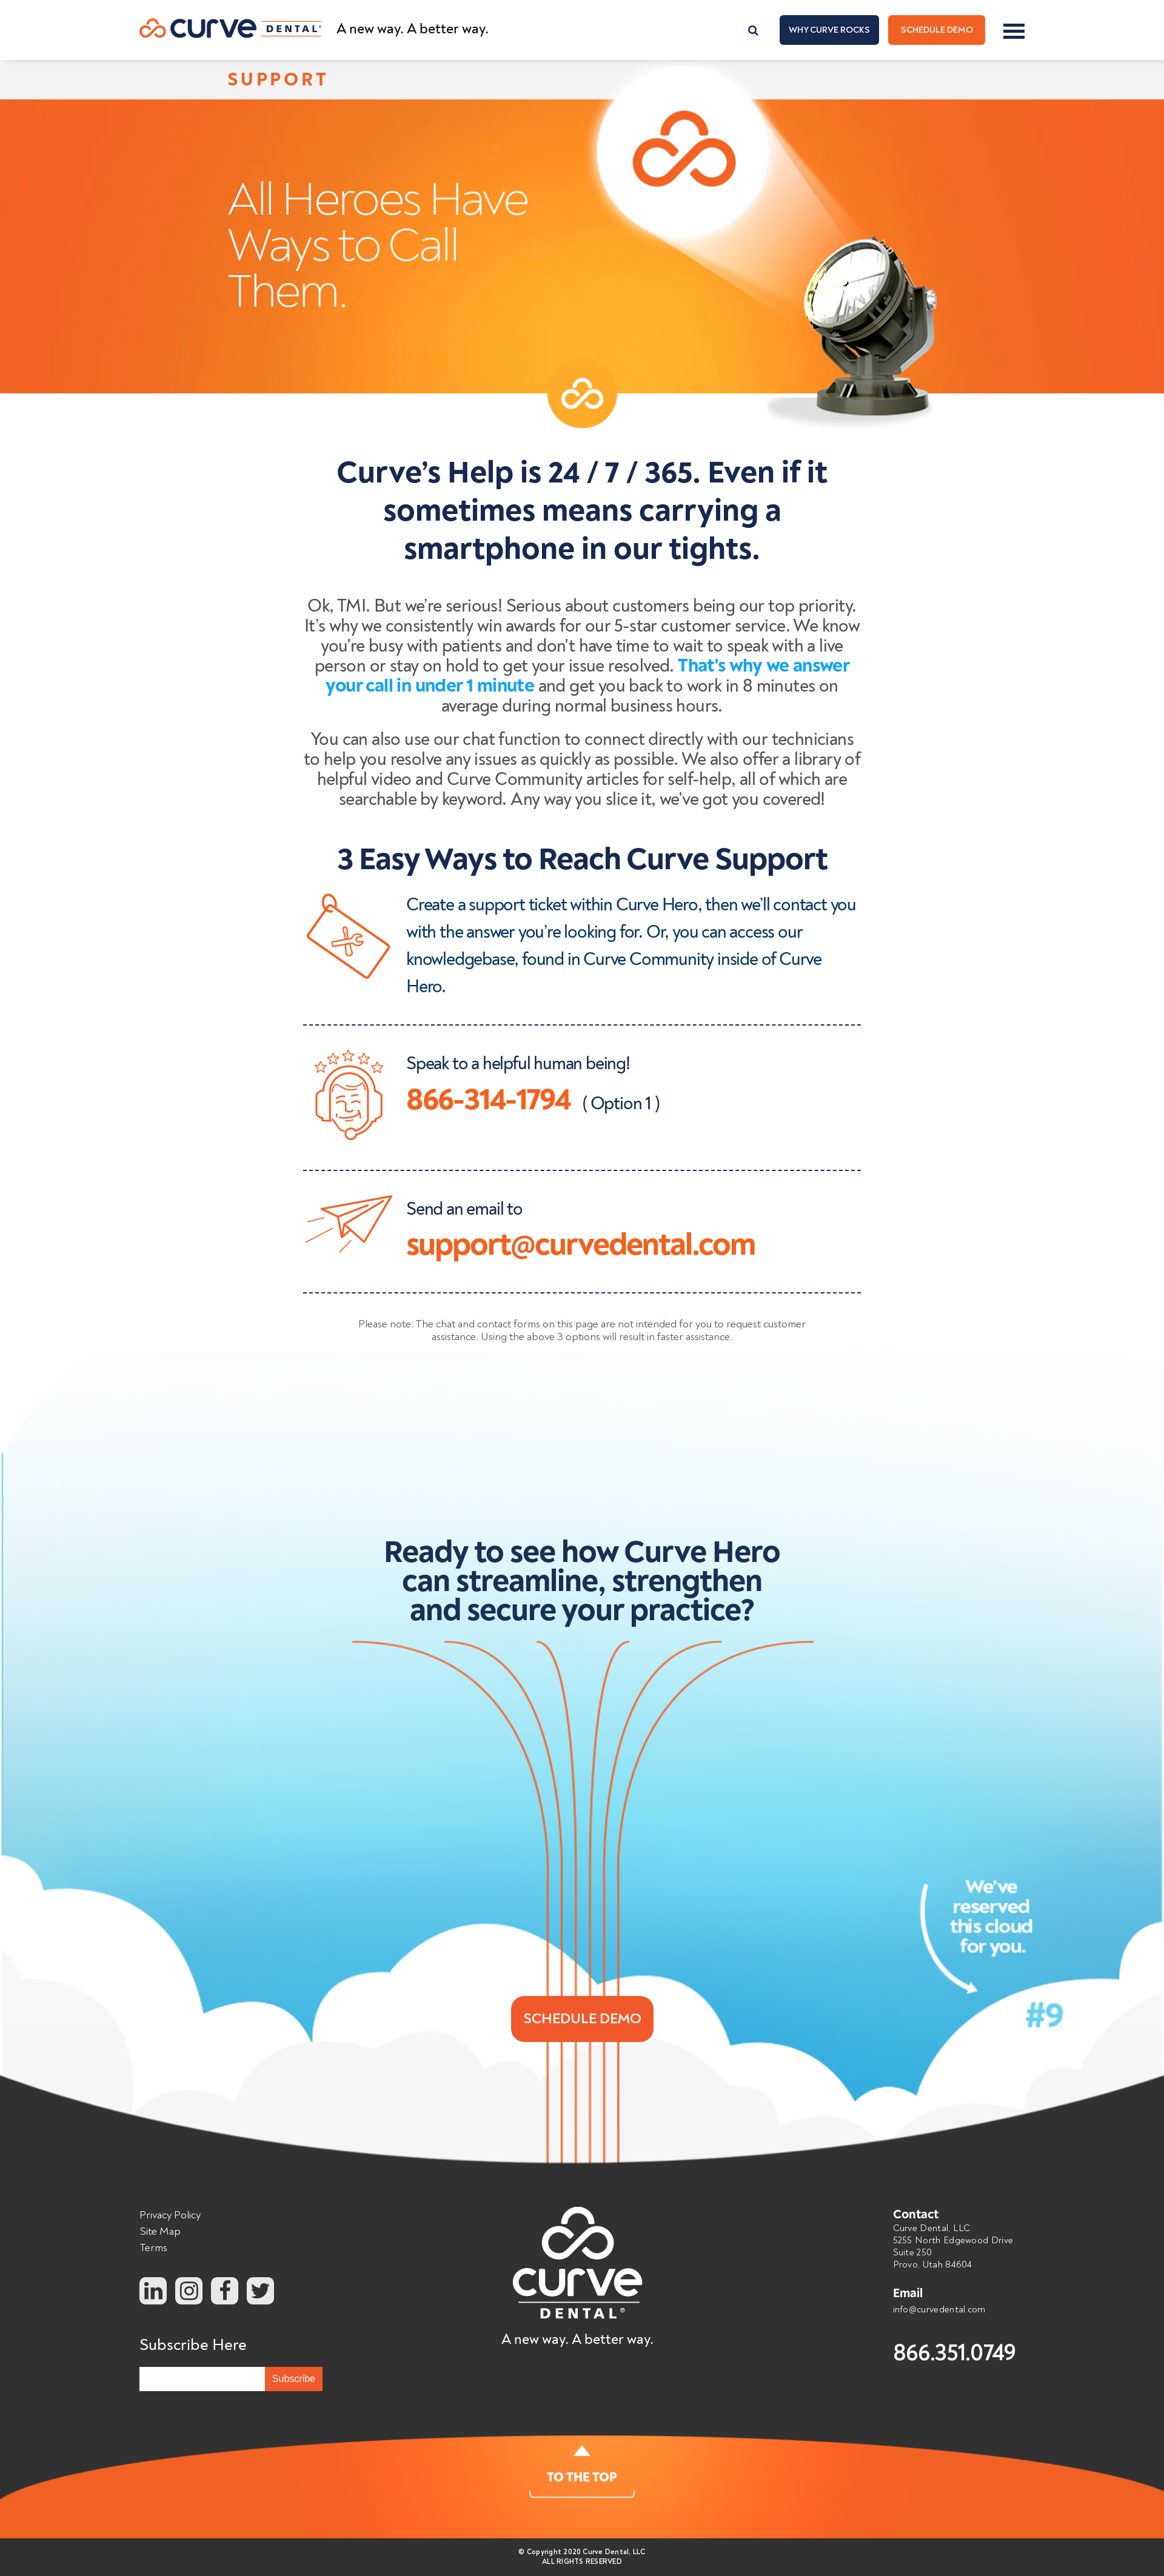 curve DENTAL®
A new way. A better way.
WHY CURVE ROCKS
SCHEDULE DEMO
SUPPORT
All Heroes Have
Ways to Call
Them.
Curve’s Help is 24 / 7 / 365. Even if it
sometimes means carrying a
smartphone in our tights.
Ok, TMI. But we’re serious! Serious about customers being our top priority.
It’s why we consistently win awards for our 5-star customer service. We know
you're busy with patients and don't have time to wait to speak with a live
person or stay on hold to get your issue resolved. That's why we answer
your call in under 1 minute and get you back to work in 8 minutes on
average during normal business hours.
You can also use our chat function to connect directly with our technicians
to help you resolve any issues as quickly as possible. We also offer a library of
helpful video and Curve Community articles for self-help, all of which are
searchable by keyword. Any way you slice it, we've got you covered!
3 Easy Ways to Reach Curve Support
Create a support ticket within Curve Hero, then we’ll contact you
with the answer you’re looking for. Or, you can access our
knowledgebase, found in Curve Community inside of Curve
Hero.
Speak to a helpful human being!
866-314-1794 ( Option 1 )
Send an email to
support@curvedental.com
Please note: The chat and contact forms on this page are not intended for you to request customer
assistance. Using the above 3 options will result in faster assistance.
Ready to see how Curve Hero
can streamline, strengthen
and secure your practice?
We've
reserved
this cloud
for you.
#9
SCHEDULE DEMO
Privacy Policy
Site Map
Terms
Subscribe Here
Subscribe
curve
DENTAL®
A new way. A better way.
Contact
Curve Dental, LLC
5255 North Edgewood Drive
Suite 250
Provo, Utah 84604
Email
info@curvedental.com
866.351.0749
TO THE TOP
© Copyright 2020 Curve Dental, LLC
ALL RIGHTS RESERVED